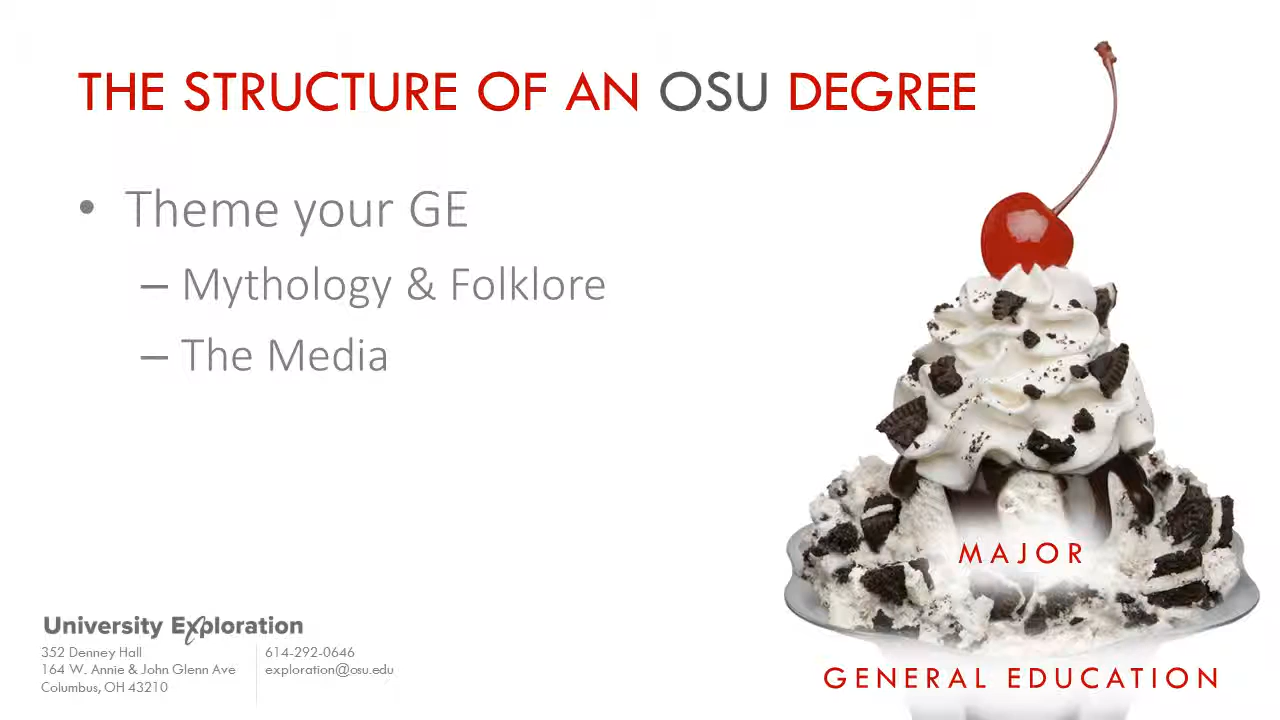 THE STRUCTURE OF AN OSU DEGREE
• Theme your GE
– Mythology & Folklore
– The Media
MAJOR
GENERAL EDUCATION
University Exploration
352 Denney Hall
164 W. Annie & John Glenn Ave
Columbus, OH 43210
614-292-0646
exploration@osu.edu